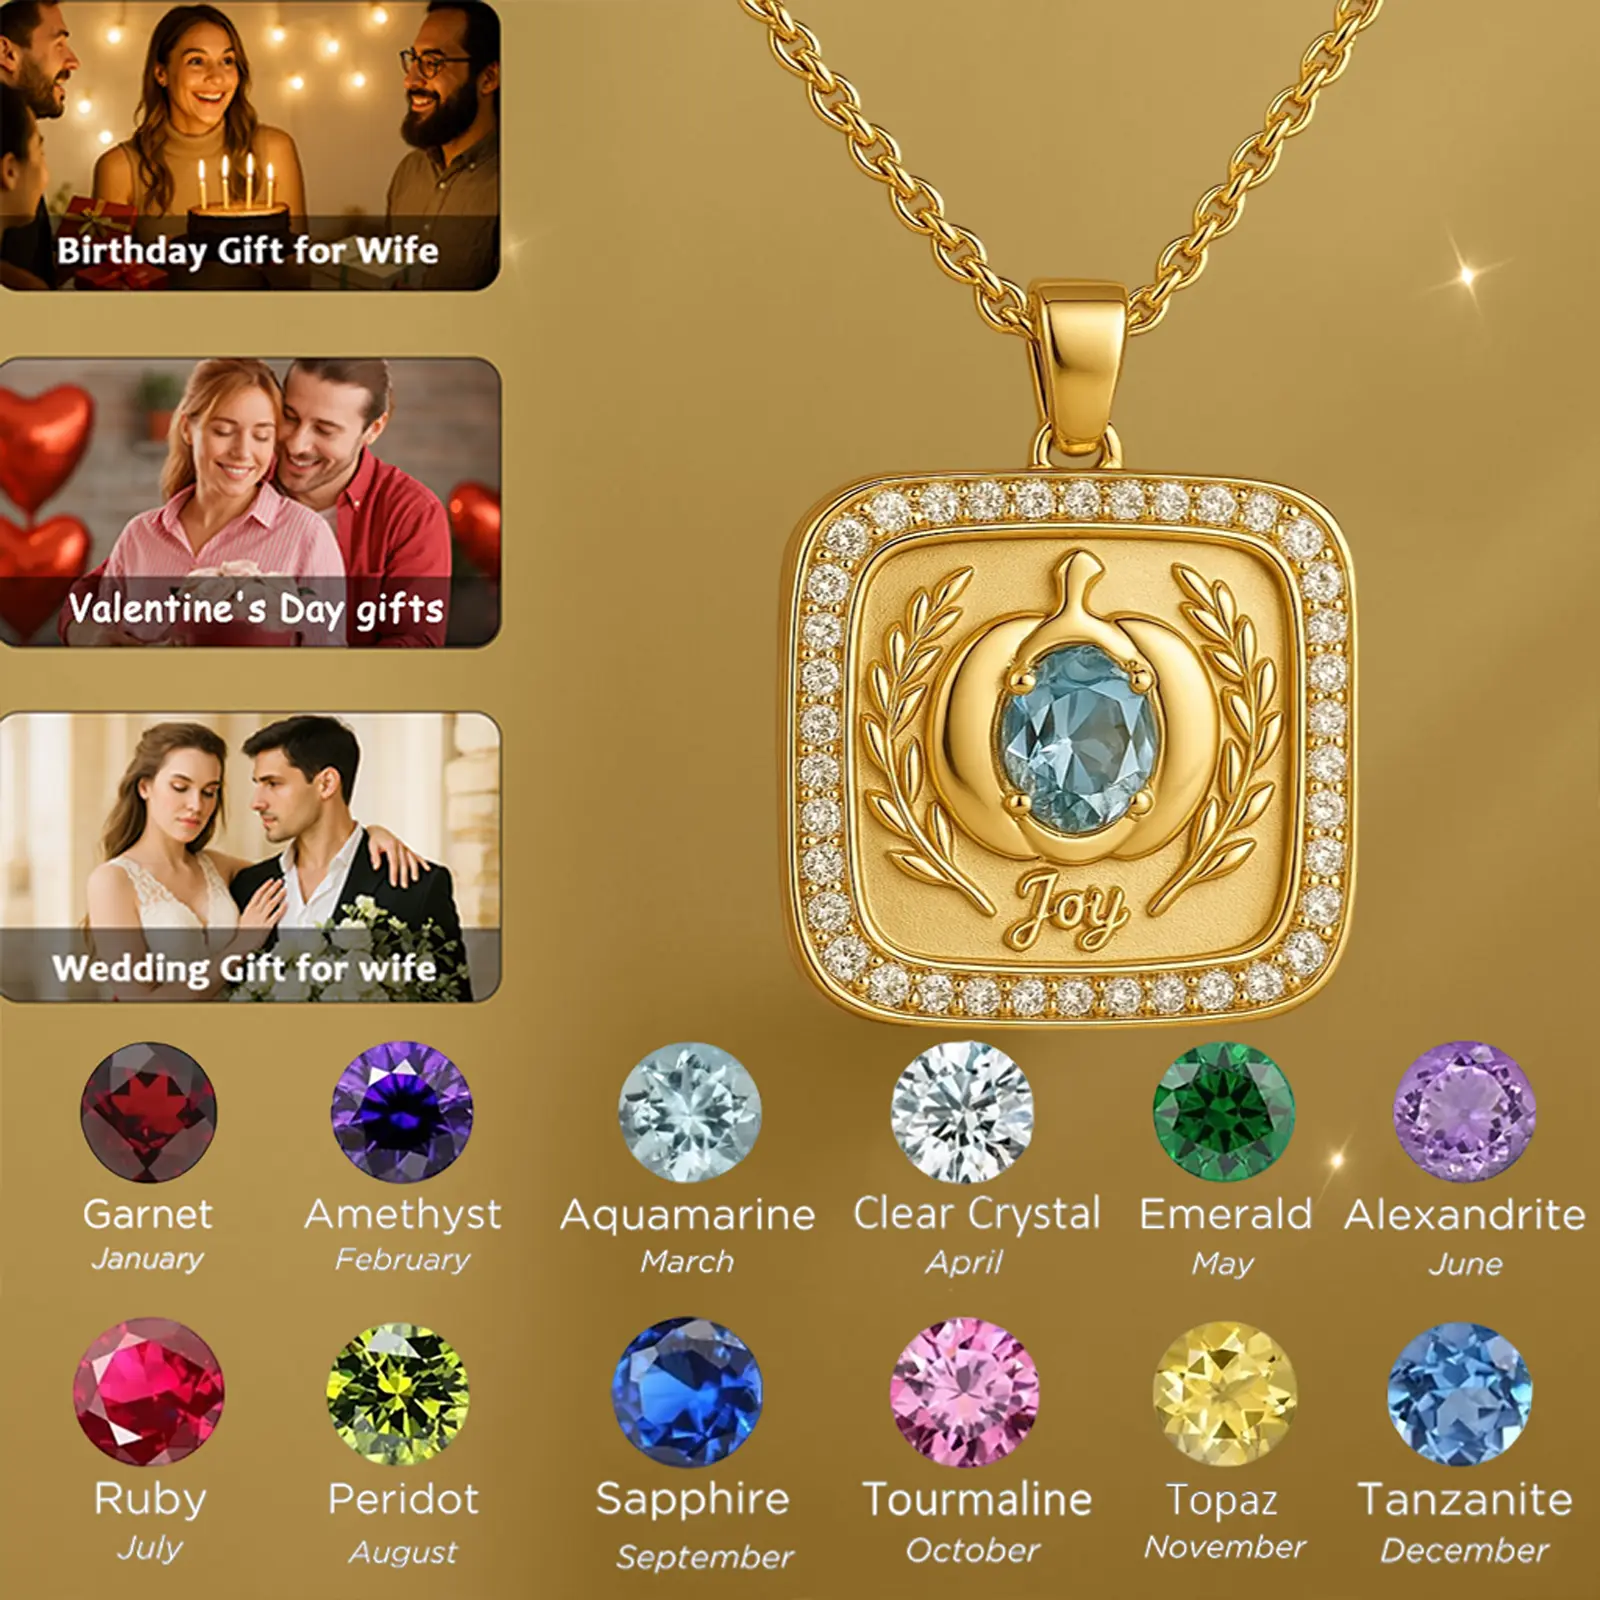 Birthday Gift for Wife
Valentine's Day gifts
Wedding Gift for wife
Joy
Garnet
January
Amethyst
February
Aquamarine
March
Clear Crystal
April
Emerald
May
Alexandrite
June
Ruby
July
Peridot
August
Sapphire
September
Tourmaline
October
Topaz
November
Tanzanite
December